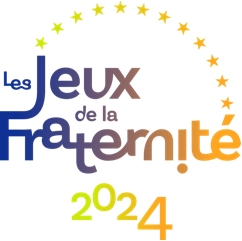 Les Jeux
de la
Fraternité
2024